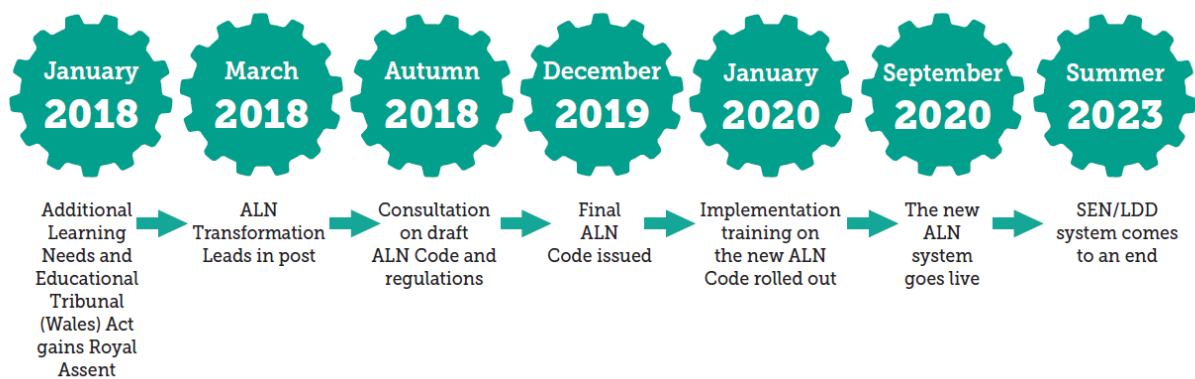 January
2018
March
2018
Autumn
2018
December
2019
January
2020
September
2020
Summer
2023
Additional
Learning
Needs and
Educational
Tribunal
(Wales) Act
gains Royal
Assent
ALN
Transformation
Leads in post
Consultation
on draft
ALN Code and
regulations
Final
ALN
Code issued
Implementation
training on
the new ALN
Code rolled out
The new
ALN
system
goes live
SEN/LDD
system comes
to an end